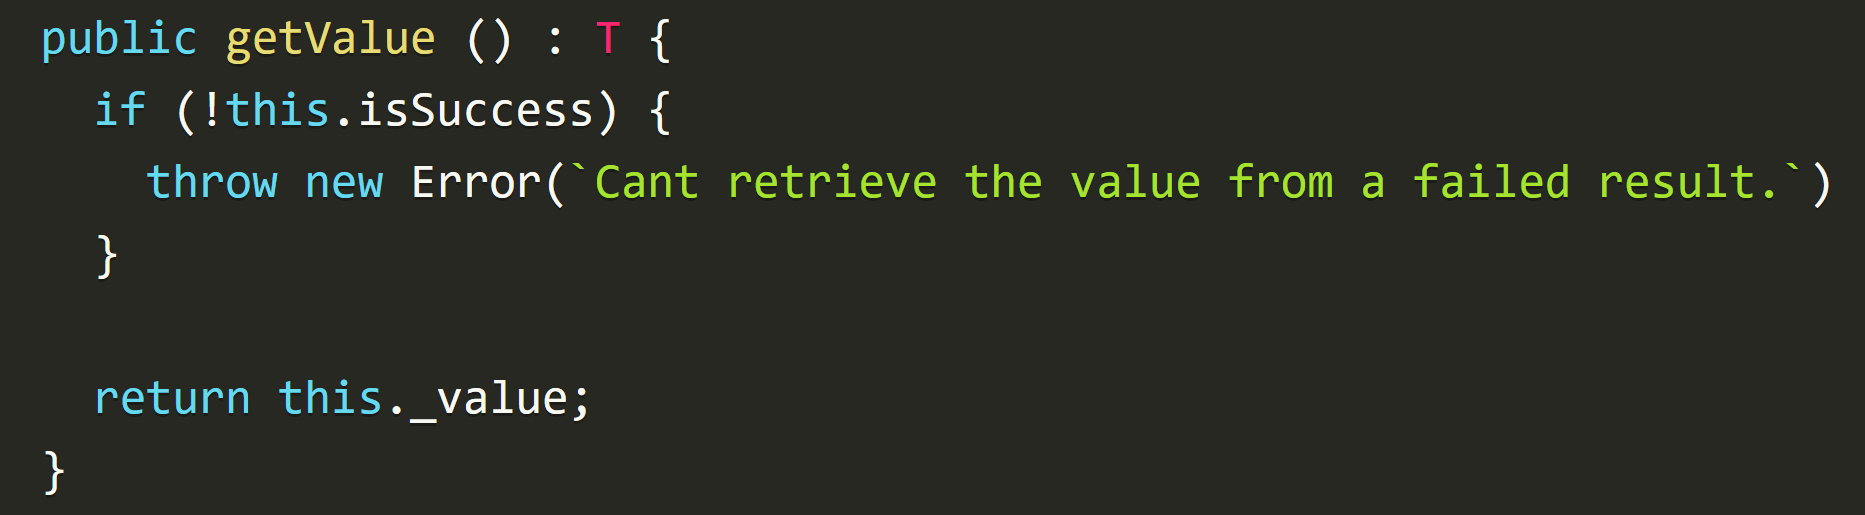 public getValue () : T {
  if (!this.isSuccess) {
    throw new Error(`Cant retrieve the value from a failed result.`)
  }

  return this._value;
}